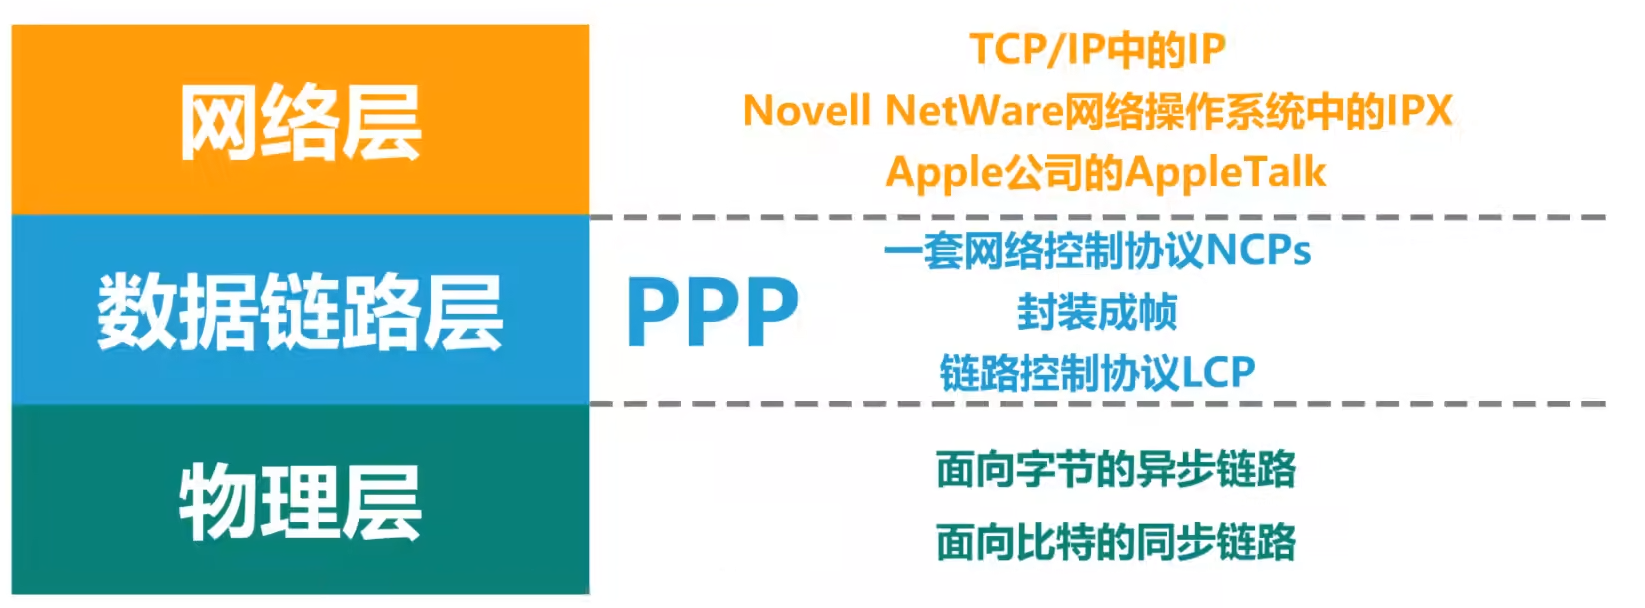 网络层
TCP/IP中的IP
Novell NetWare网络操作系统中的IPX
Apple公司的AppleTalk
数据链路层
PPP
一套网络控制协议NCPs
封装成帧
链路控制协议LCP
物理层
面向字节的异步链路
面向比特的同步链路